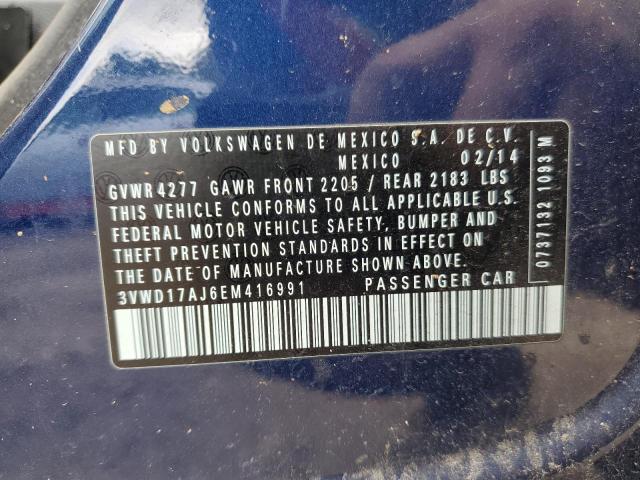 MFD BY VOLKSWAGEN DE MEXICO S.A. DE C.V.
MEXICO 02/14
GVWR 4277 GAWR FRONT 2205 / REAR 2183 LBS
THIS VEHICLE CONFORMS TO ALL APPLICABLE U.S.
FEDERAL MOTOR VEHICLE SAFETY, BUMPER AND
THEFT PREVENTION STANDARDS IN EFFECT ON
THE DATE OF MANUFACTURE SHOWN ABOVE.
3VWD17AJ6EM416991 PASSENGER CAR
0737132 1093 M